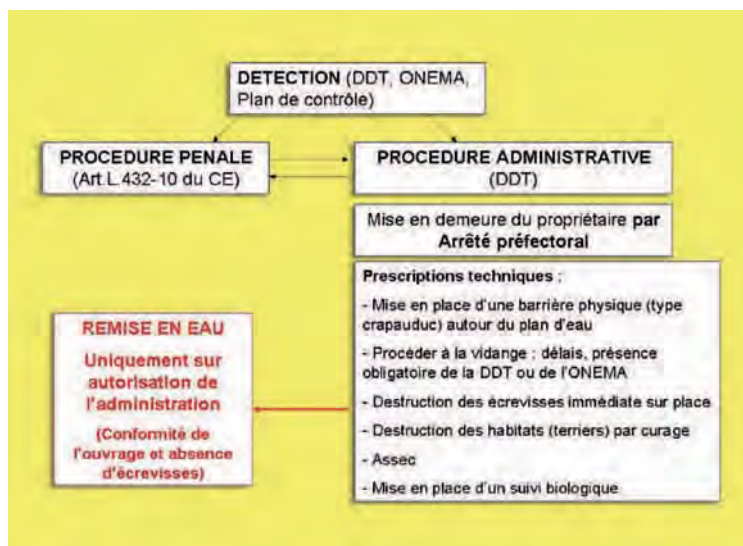 DETECTION (DDT, ONEMA,
Plan de contrôle)
PROCEDURE PENALE
(Art.L.432-10 du CE)
PROCEDURE ADMINISTRATIVE
(DDT)
Mise en demeure du propriétaire par
Arrêté préfectoral
Prescriptions techniques :
- Mise en place d'une barrière physique (type
crapauduc) autour du plan d'eau
- Procéder à la vidange : délais, présence
obligatoire de la DDT ou de l'ONEMA
- Destruction des écrevisses immédiate sur place
- Destruction des habitats (terriers) par curage
- Assec
- Mise en place d'un suivi biologique
REMISE EN EAU
Uniquement sur
autorisation de
l'administration
(Conformité de
l'ouvrage et absence
d'écrevisses)